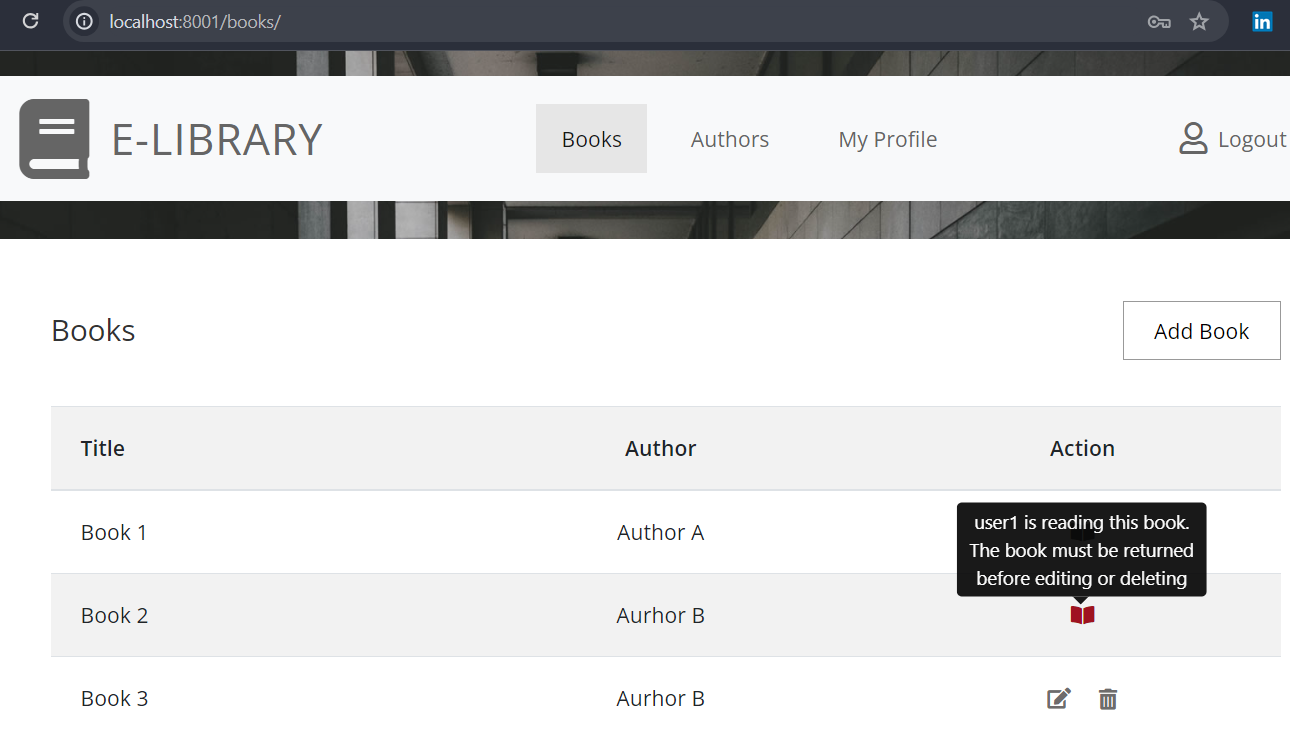 localhost:8001/books/
in
E-LIBRARY
Books
Authors
My Profile
Logout
Books
Add Book
Title
Author
Action
Book 1
Author A
user1 is reading this book.
The book must be returned
before editing or deleting
Book 2
Aurhor B
Book 3
Aurhor B